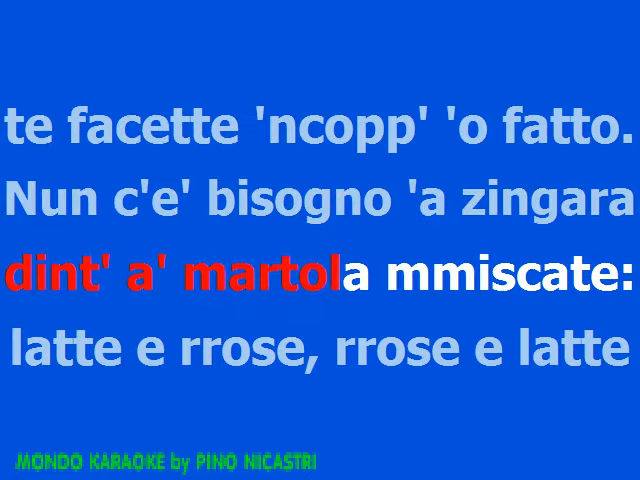 te facette 'ncopp' 'o fatto.
Nun c'e' bisogno 'a zingara
dint' a' martola mmiscate:
latte e rrose, rrose e latte
MONDO KARAOKE by PINO NICASTRI